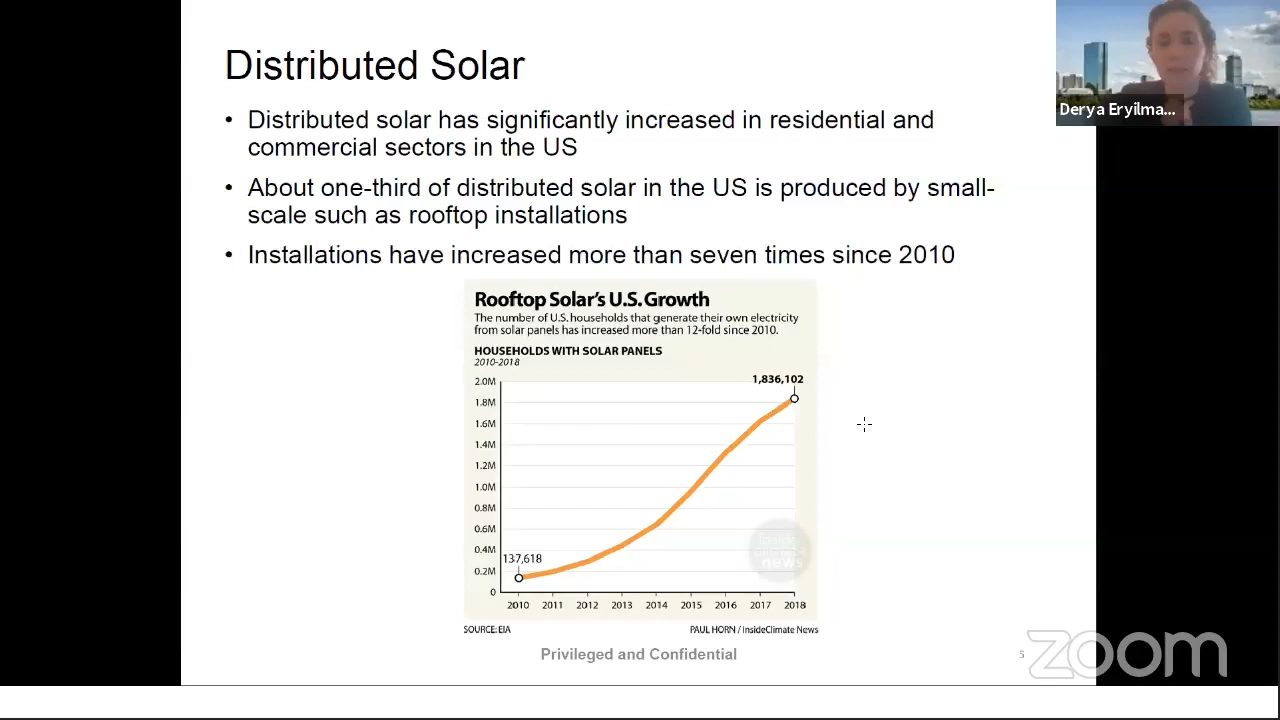 Distributed Solar
Derya Eryilma...
• Distributed solar has significantly increased in residential and
commercial sectors in the US
• About one-third of distributed solar in the US is produced by small-
scale such as rooftop installations
• Installations have increased more than seven times since 2010
Rooftop Solar's U.S. Growth
The number of U.S. households that generate their own electricity
from solar panels has increased more than 12-fold since 2010.
HOUSEHOLDS WITH SOLAR PANELS
2010-2018
1,836,102
2.0M
1.8M
1.6M
1.4M
1.2M
1.0M
0.8M
0.6M
0.4M
0.2M
0
137,618
inside
climate
news
2010 2011 2012 2013 2014 2015 2016 2017 2018
SOURCE: EIA
PAUL HORN / InsideClimate News
Privileged and Confidential
5
zoom